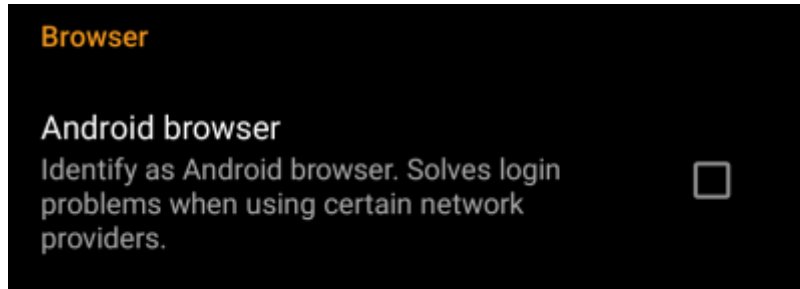 Browser
Android browser
Identify as Android browser. Solves login
problems when using certain network
providers.